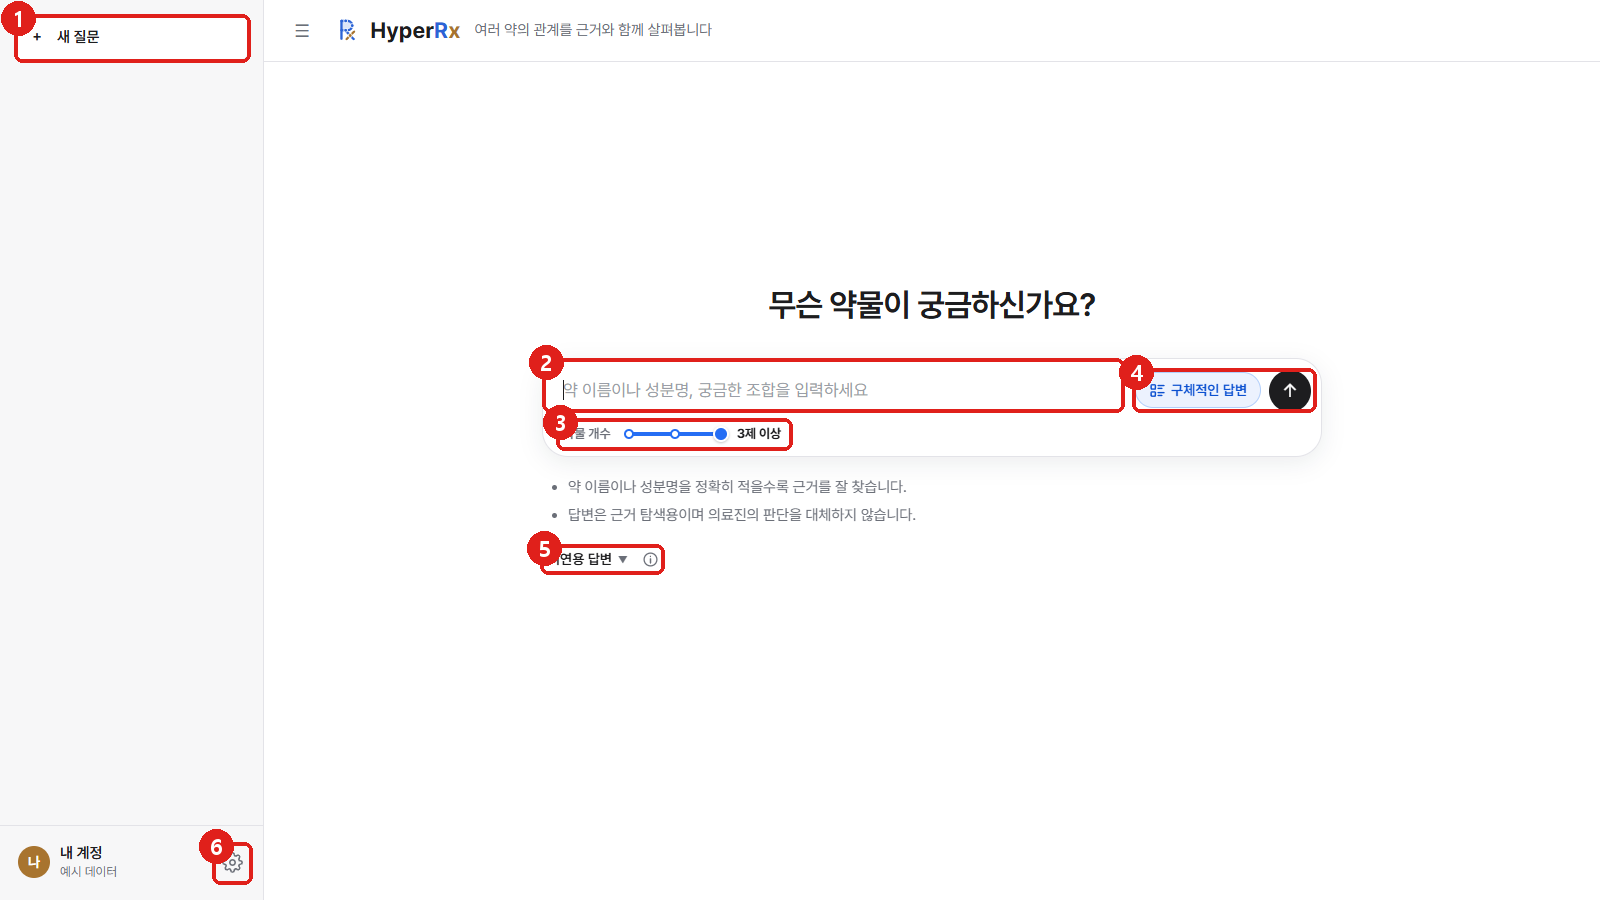 1
+ 새 질문
HyperRx 여러 약의 관계를 근거와 함께 살펴봅니다
무슨 약물이 궁금하신가요?
2
약 이름이나 성분명, 궁금한 조합을 입력하세요
4
구체적인 답변
3
개수 3제 이상
약 이름이나 성분명을 정확히 적을수록 근거를 잘 찾습니다.
답변은 근거 탐색용이며 의료진의 판단을 대체하지 않습니다.
5
답변
6
나
내 계정
예시 데이터